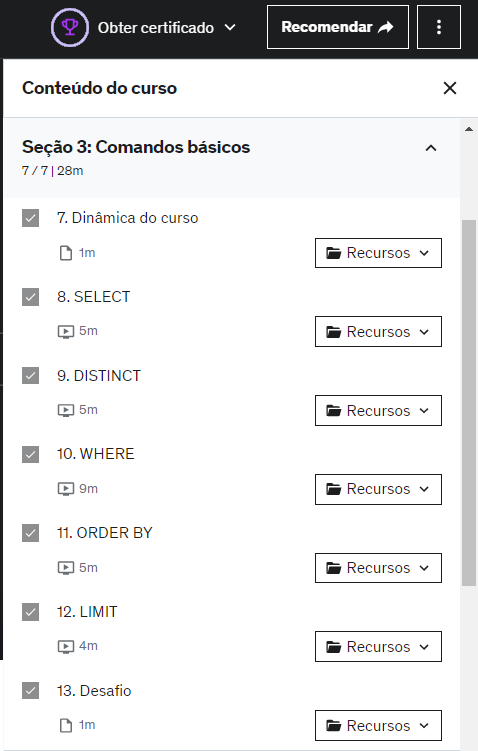 Obter certificado
Recomendar
Conteúdo do curso
Seção 3: Comandos básicos
7 / 7 | 28m
7. Dinâmica do curso
1m
Recursos
8. SELECT
5m
Recursos
9. DISTINCT
5m
Recursos
10. WHERE
9m
Recursos
11. ORDER BY
5m
Recursos
12. LIMIT
4m
Recursos
13. Desafio
1m
Recursos